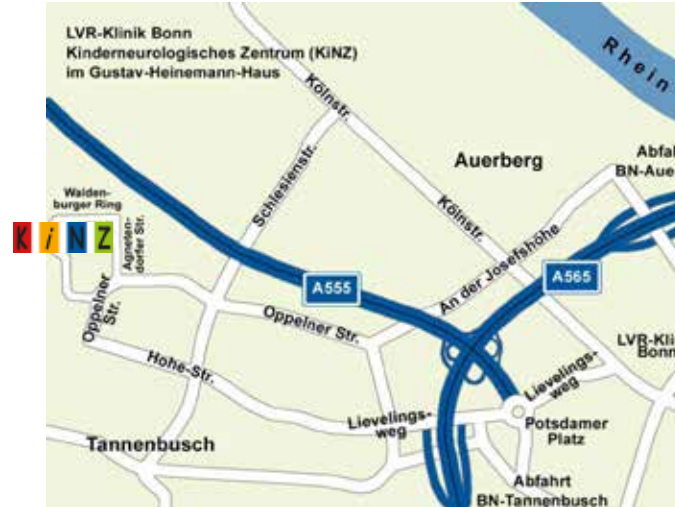 LVR-Klinik Bonn
Kinderneurologisches Zentrum (KiNZ)
im Gustav-Heinemann-Haus
Rhein
Kölnstr.
Auerberg
Abfa
BN-Aue
Schlesienstr.
Walden-
burger Ring
Agneten-
dorfer Str.
KiNZ
Kölnstr.
An der Josefshöhe
A555
A565
Oppelner
Str.
Oppelner Str.
Hohe-Str.
LVR-Kli
Bonn
Lievelings-
weg
Lievelings-
weg
Potsdamer
Platz
Tannenbusch
Abfahrt
BN-Tannenbusch